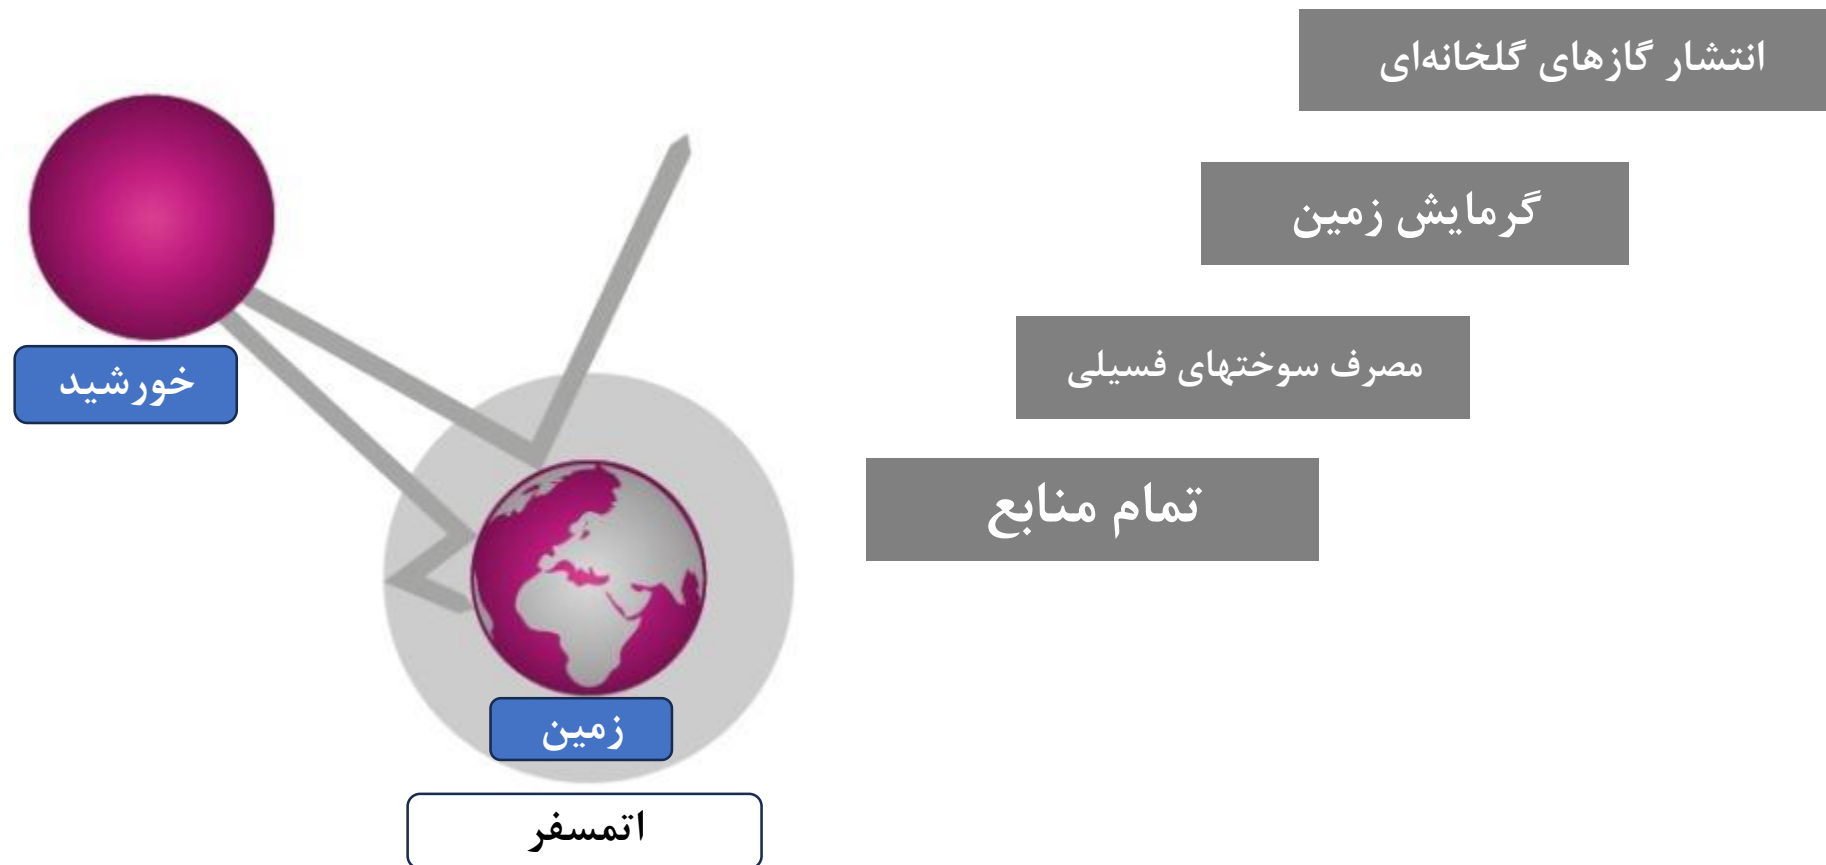 انتشار گازهای گلخانه‌ای
گرمایش زمین
مصرف سوختهای فسیلی
تمام منابع
خورشید
زمین
اتمسفر